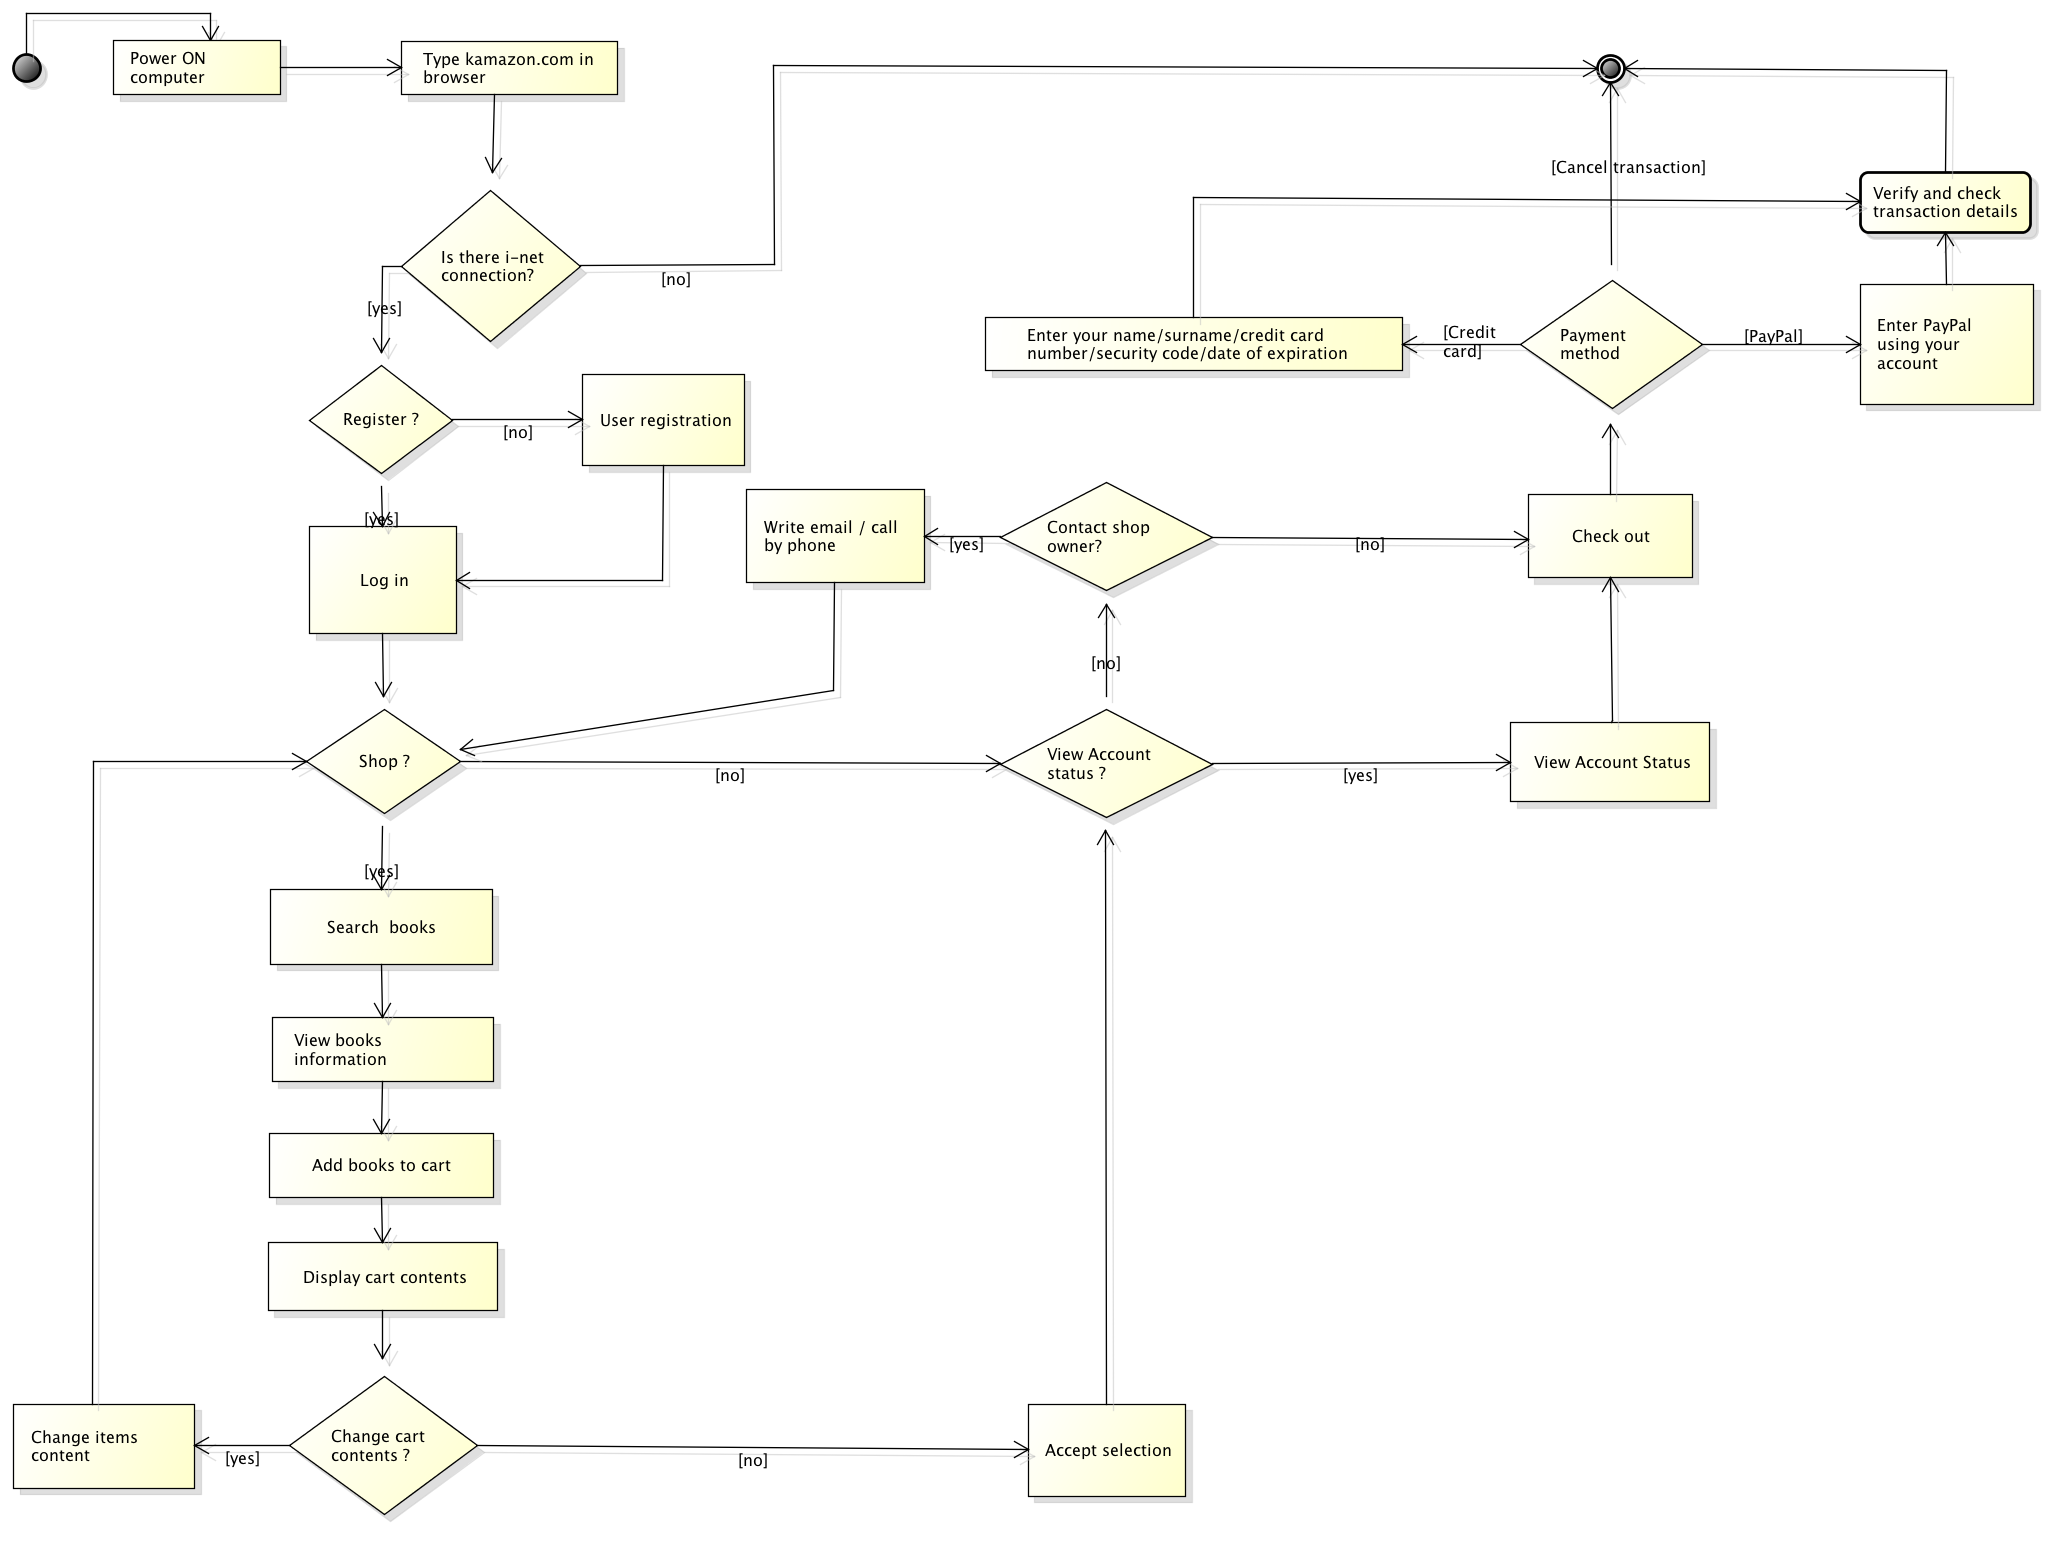 Power ON
computer
Type kamazon.com in
browser
[Cancel transaction]
Verify and check
transaction details
Is there i-net
connection?
[no]
[yes]
Enter your name/surname/credit card
number/security code/date of expiration
[Credit
card]
Payment
method
[PayPal]
Enter PayPal
using your
account
Register ?
[no]
User registration
[yes]
Log in
Write email / call
by phone
[yes]
Contact shop
owner?
[no]
Check out
[no]
Shop ?
[no]
View Account
status ?
[yes]
View Account Status
[yes]
Search  books
View books
information
Add books to cart
Display cart contents
Change items
content
[yes]
Change cart
contents ?
[no]
Accept selection